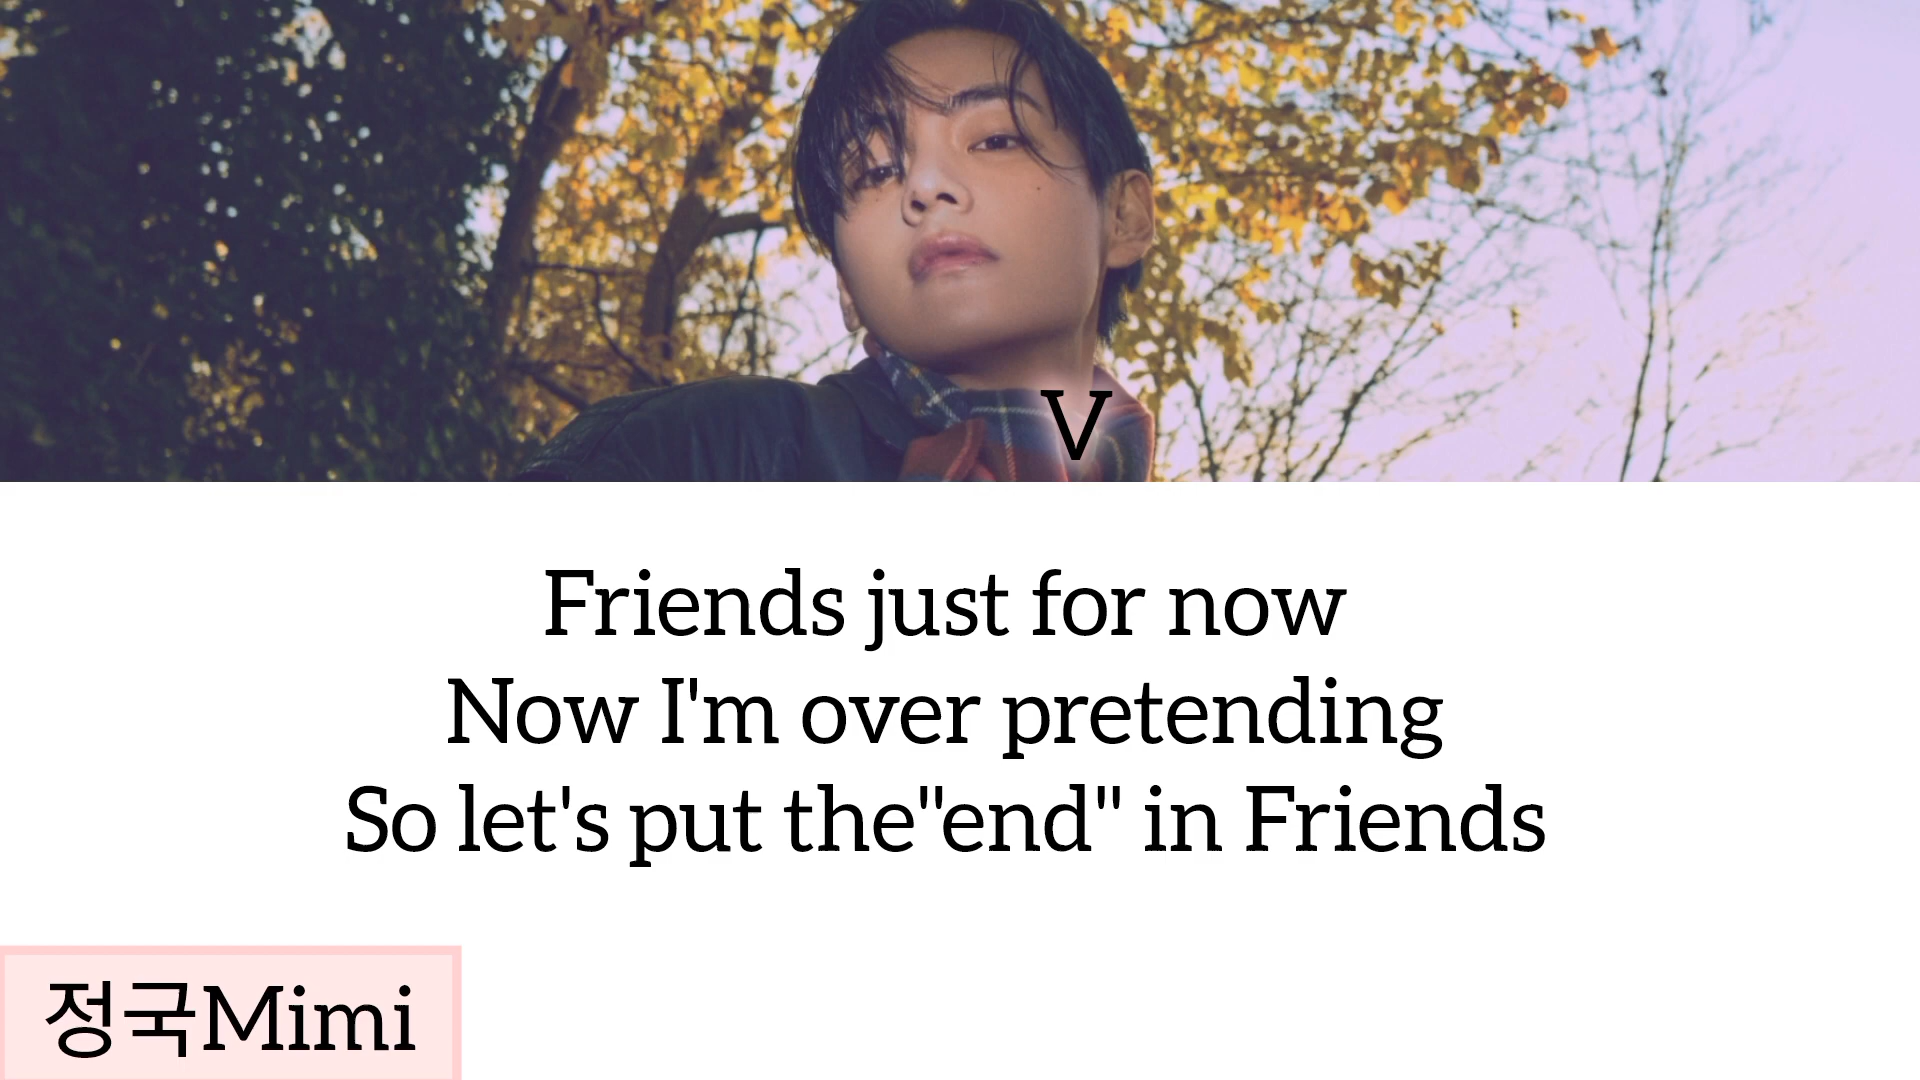 V
Friends just for now
Now I'm over pretending
So let's put the"end" in Friends
정국Mimi